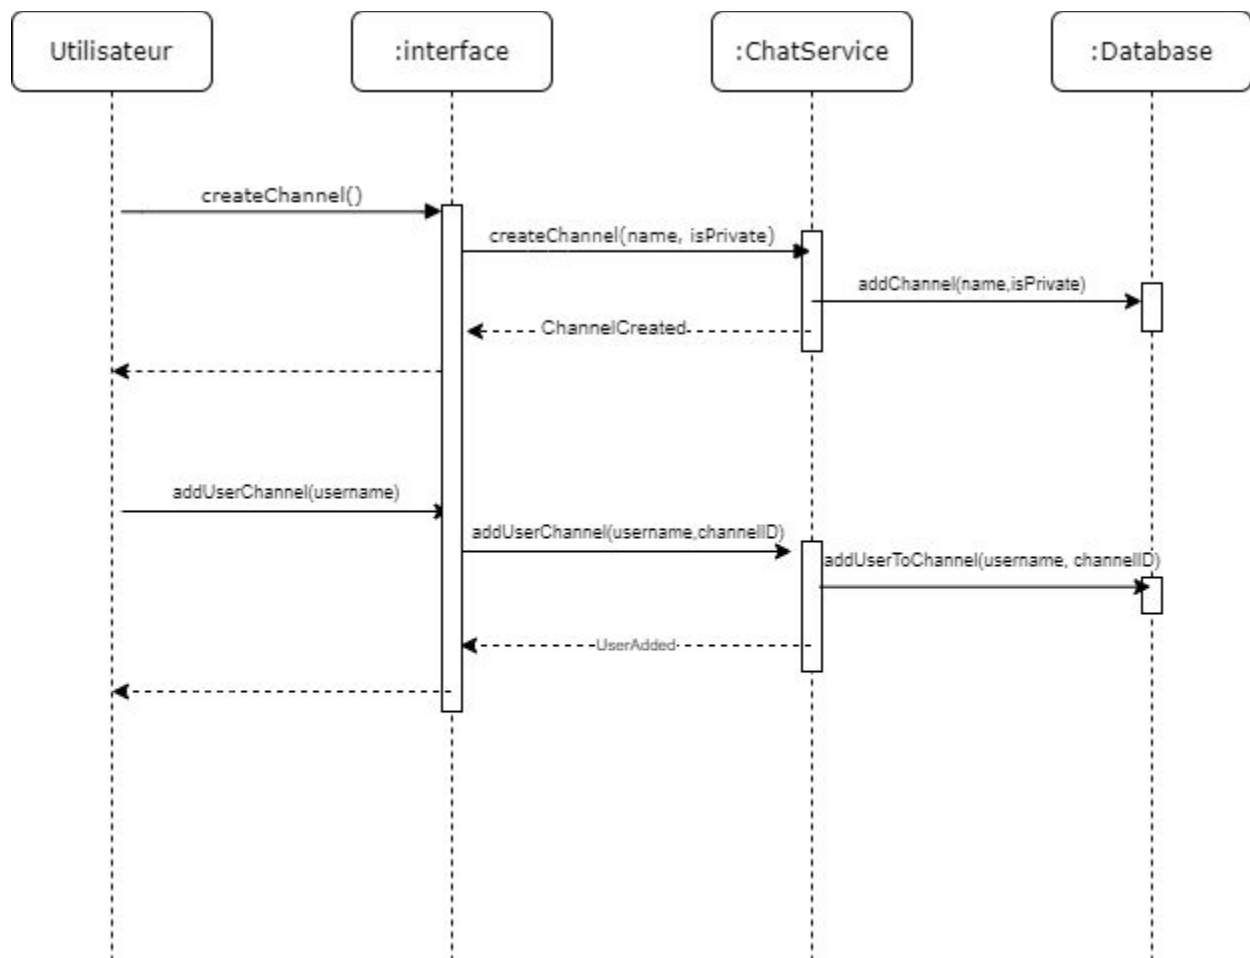 Utilisateur
:interface
:ChatService
:Database
createChannel()
createChannel(name, isPrivate)
addChannel(name,isPrivate)
ChannelCreated
addUserChannel(username)
addUserChannel(username,channelID)
addUserToChannel(username, channelID)
UserAdded